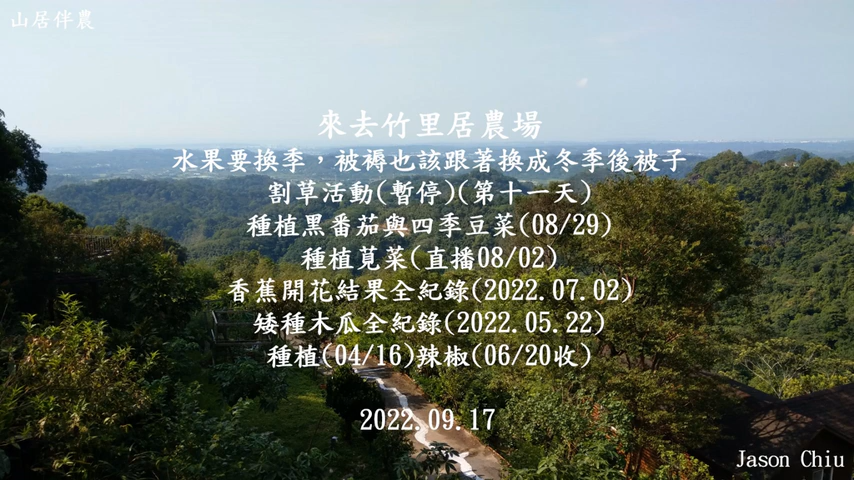 山居伴農
來去竹里居農場
水果要換季，被褥也該跟著換成冬季後被子
割草活動(暫停)(第十一天)
種植黑番茄與四季豆菜(08/29)
種植莧菜(直播08/02)
香蕉開花結果全紀錄(2022.07.02)
矮種木瓜全紀錄(2022.05.22)
種植(04/16)辣椒(06/20收)
2022.09.17
Jason Chiu